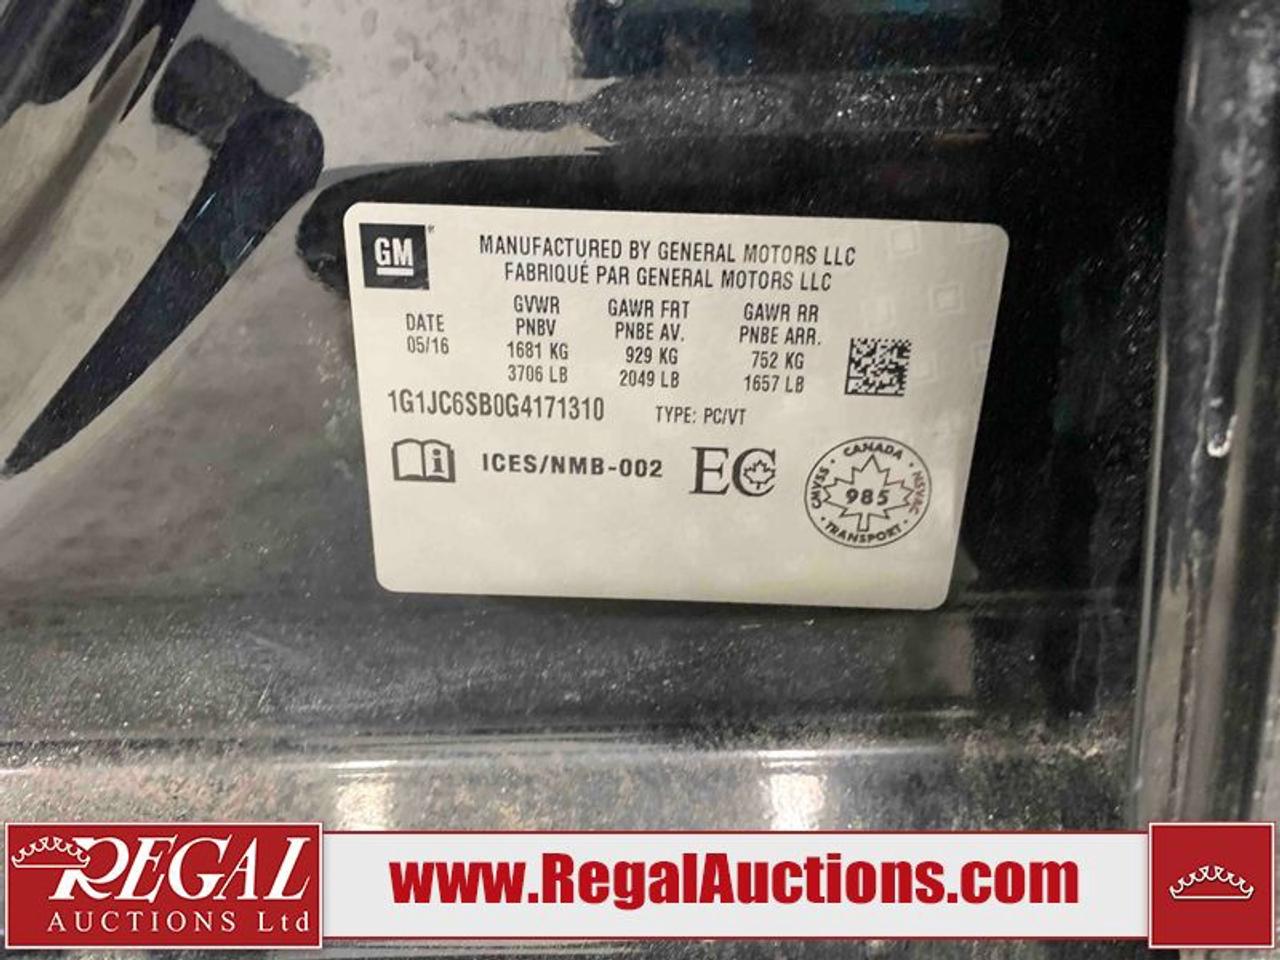 GM®
MANUFACTURED BY GENERAL MOTORS LLC
FABRIQUÉ PAR GENERAL MOTORS LLC
DATE
05/16
GVWR
PNBV
1681 KG
3706 LB
GAWR FRT
PNBE AV.
929 KG
2049 LB
GAWR RR
PNBE ARR.
752 KG
1657 LB
1G1JC6SB0G4171310 TYPE: PC/VT
i ICES/NMB-002 EC
CANADA
CMVSS 985 NSVAC
TRANSPORT
REGAL
AUCTIONS Ltd
www.RegalAuctions.com